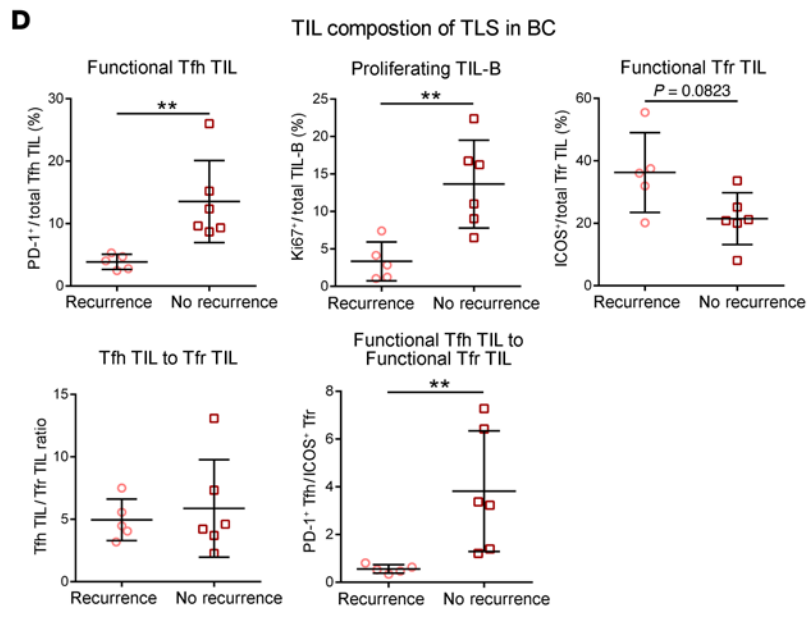 D
TIL compostion of TLS in BC
Functional Tfh TIL
PD-1⁺/total Tfh TIL (%)
30
20
10
0
**
Recurrence No recurrence
Proliferating TIL-B
Ki67⁺/total TIL-B (%)
25
20
15
10
5
0
**
Recurrence No recurrence
Functional Tfr TIL
ICOS⁺/total Tfr TIL (%)
60
40
20
0
P = 0.0823
Recurrence No recurrence
Tfh TIL to Tfr TIL
Tfh TIL/Tfr TIL ratio
15
10
5
0
Recurrence No recurrence
Functional Tfh TIL to
Functional Tfr TIL
PD-1⁺ Tfh/ICOS⁺ Tfr
8
6
4
2
0
**
Recurrence No recurrence